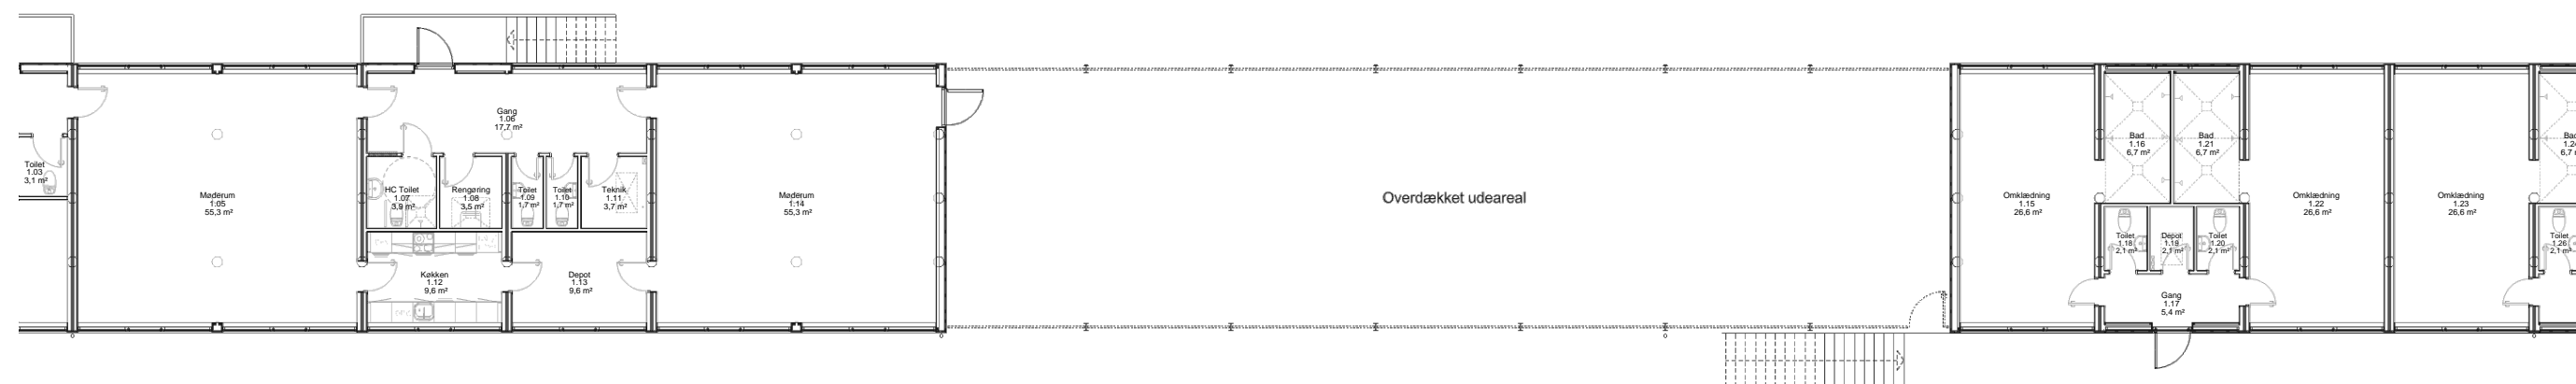 Toilet
1.03
3,1 m²
Møderum
1.05
55,3 m²
Gang
1.06
17,7 m²
HC Toilet
1.07
3,9 m²
Rengøring
1.08
3,5 m²
Toilet
1.09
1,7 m²
Toilet
1.10
1,7 m²
Teknik
1.11
3,7 m²
Køkken
1.12
9,6 m²
Depot
1.13
9,6 m²
Møderum
1.14
55,3 m²
Overdækket udeareal
Omklædning
1.15
26,6 m²
Bad
1.16
6,7 m²
Bad
1.21
6,7 m²
Toilet
1.18
2,1 m²
Depot
1.19
2,1 m²
Toilet
1.20
2,1 m²
Gang
1.17
5,4 m²
Omklædning
1.22
26,6 m²
Omklædning
1.23
26,6 m²
Toilet
1.26
2,1 m²